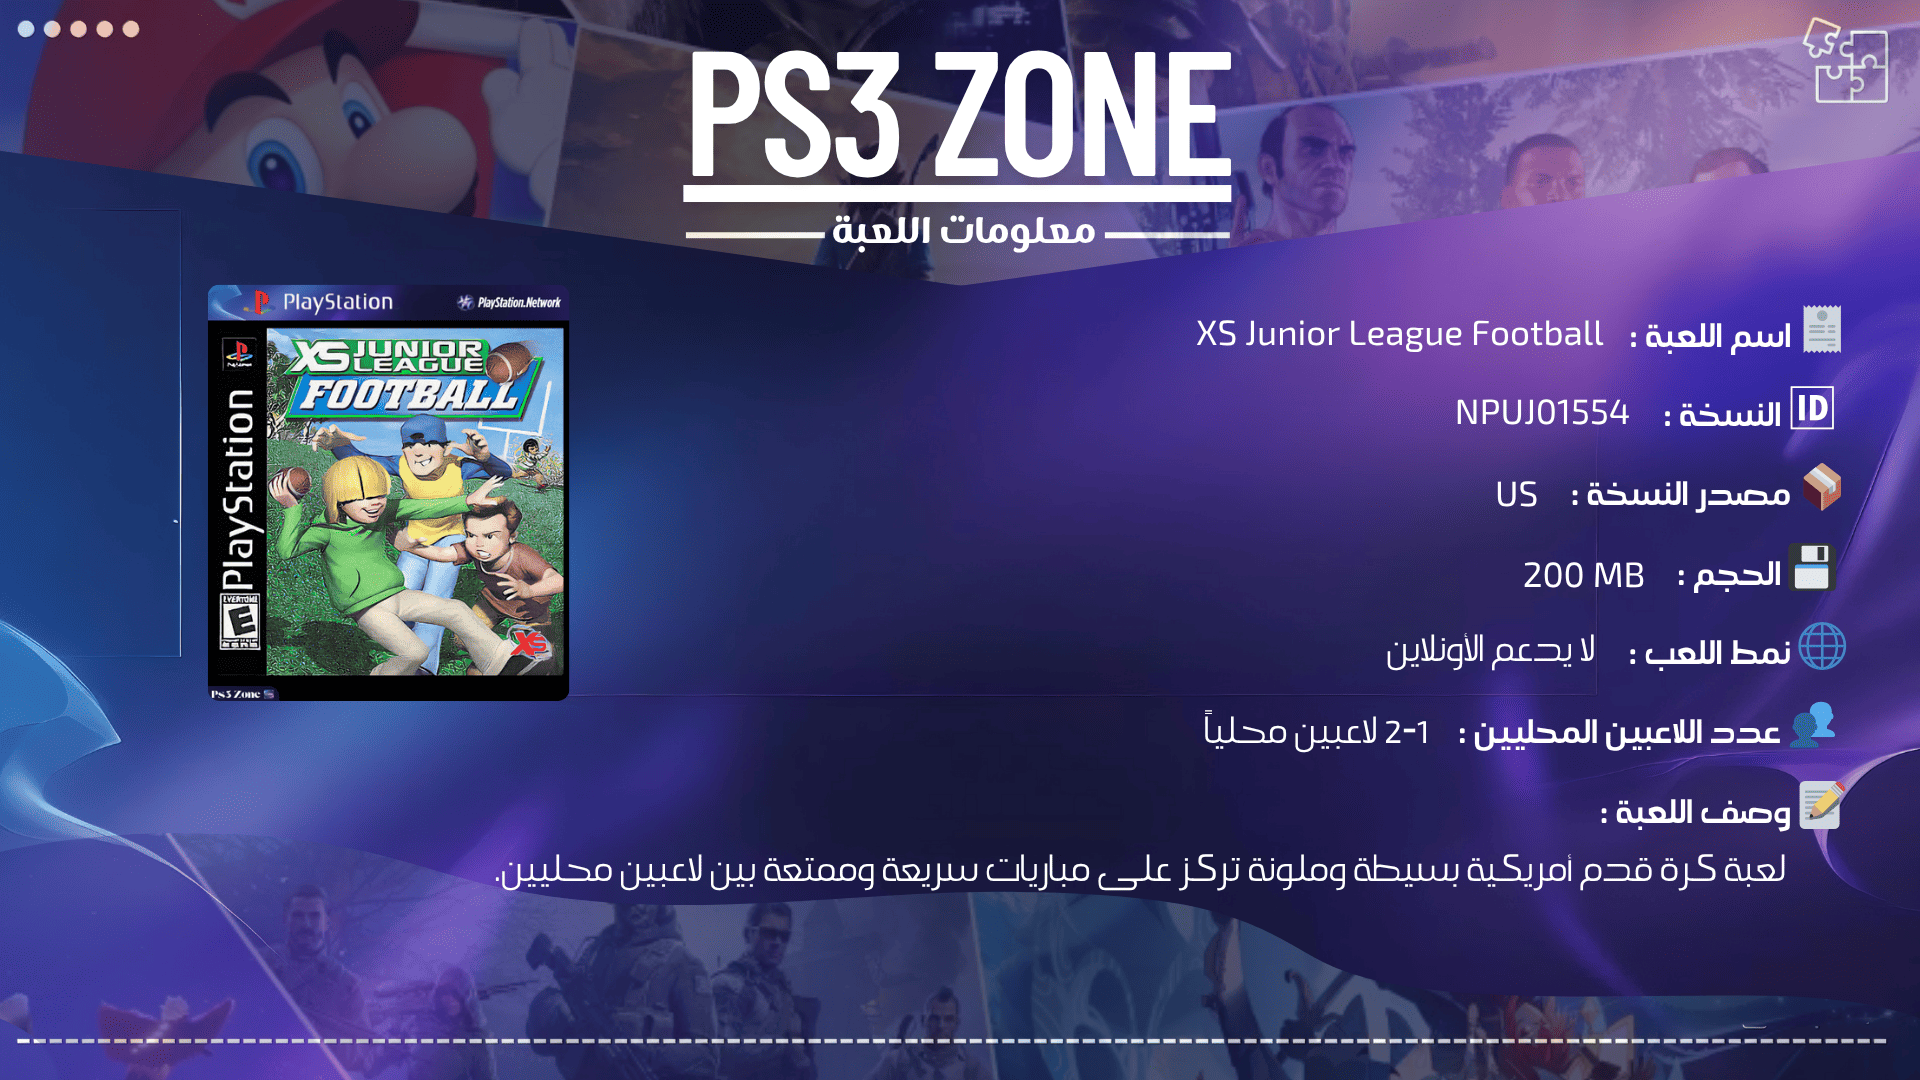 PS3 ZONE
معلومات اللعبة
PlayStation
PlayStation.Network
PlayStation
XS JUNIOR LEAGUE
FOOTBALL
EVERYONE
E
XS
Ps3 Zone
اسم اللعبة : XS Junior League Football
ID النسخة : NPUJ01554
مصدر النسخة : US
الحجم : 200 MB
نمط اللعب : لا يدعم الأونلاين
عدد اللاعبين المحليين : 1-2 لاعبين محلياً
وصف اللعبة :
لعبة كرة قدم أمريكية بسيطة وملونة تركز على مباريات سريعة وممتعة بين لاعبين محليين.